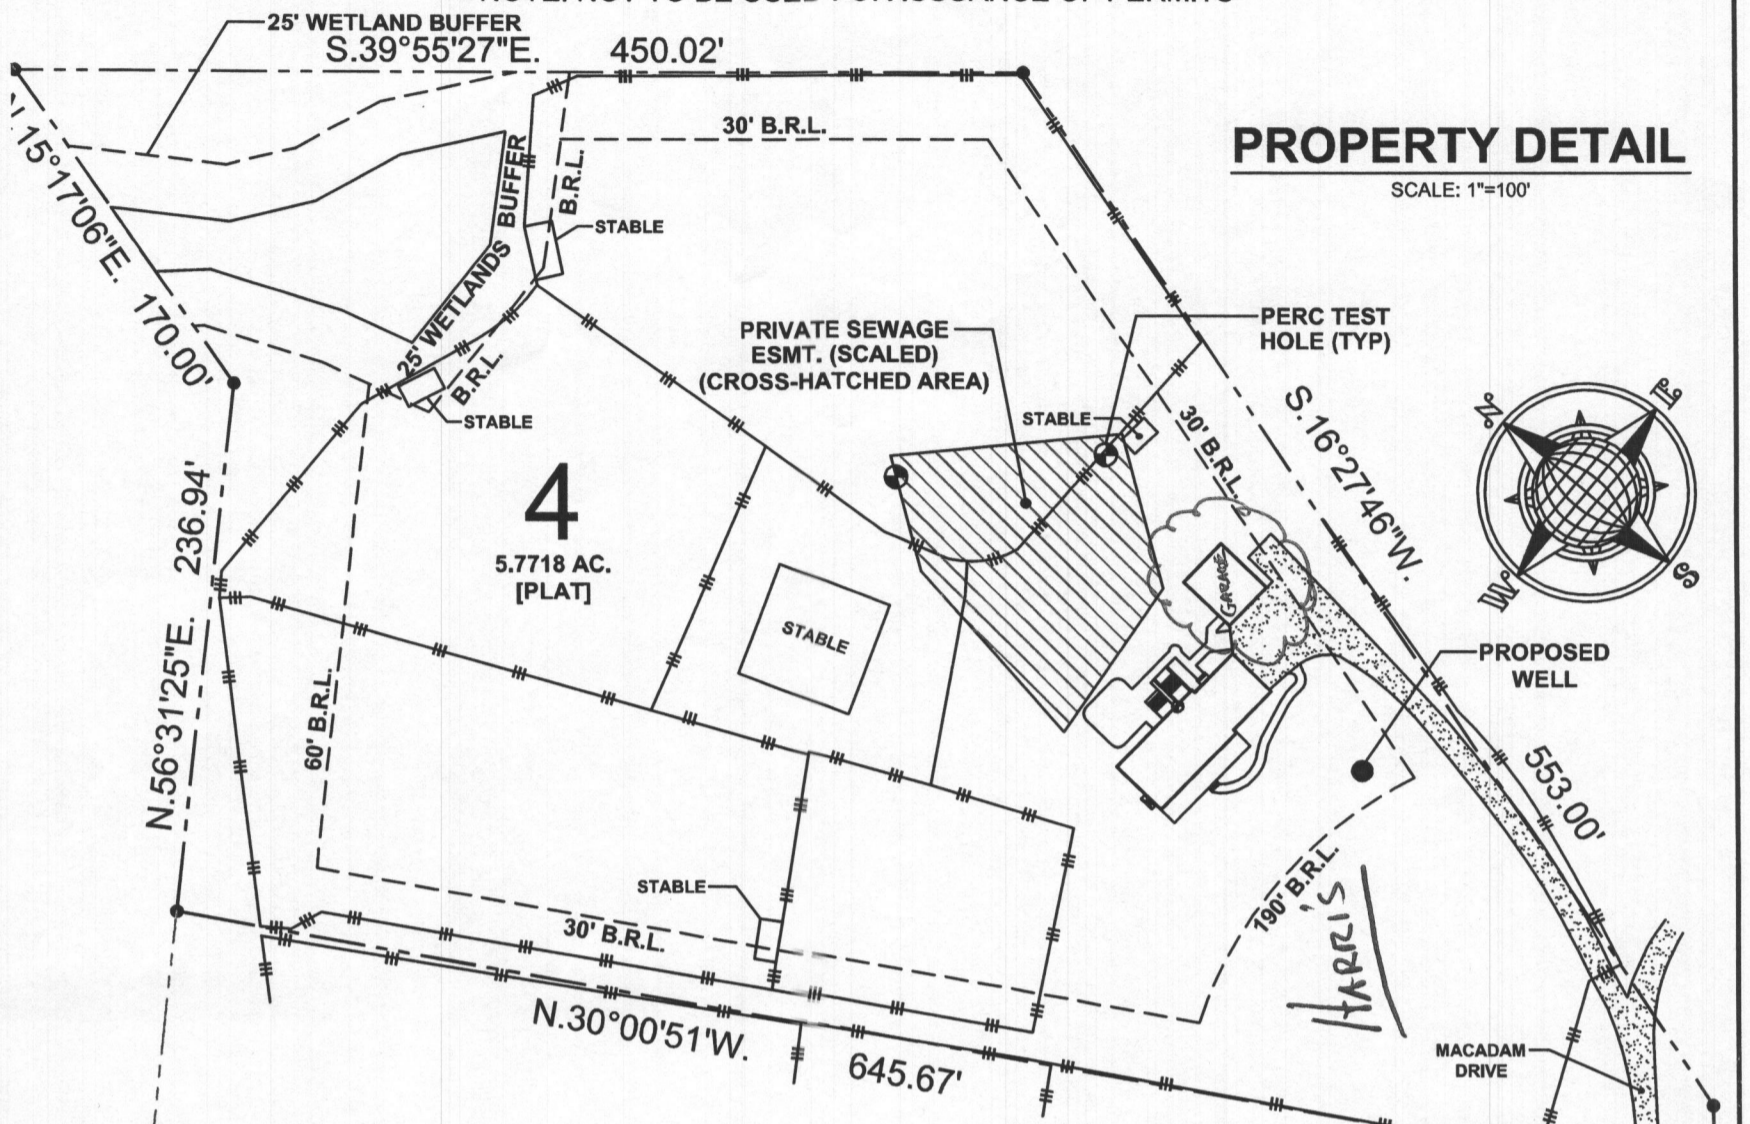 25' WETLAND BUFFER
S.39°55'27"E. 450.02'
30' B.R.L.
PROPERTY DETAIL
SCALE: 1"=100'
15°17'06"E. 170.00'
25' WETLANDS BUFFER
B.R.L.
STABLE
B.R.L.
STABLE
PRIVATE SEWAGE
ESMT. (SCALED)
(CROSS-HATCHED AREA)
PERC TEST
HOLE (TYP)
STABLE
30' B.R.L.
S.16°27'46"W.
553.00'
N E
W S
4
5.7718 AC.
[PLAT]
236.94'
N.56°31'25"E.
60' B.R.L.
STABLE
GARAGE
PROPOSED
WELL
190' B.R.L.
HARRIS
STABLE
30' B.R.L.
N.30°00'51'W.
645.67'
MACADAM
DRIVE